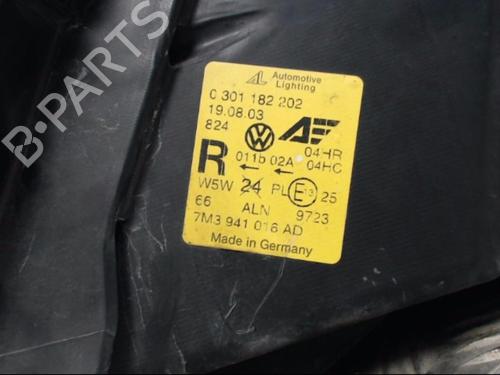 B-PARTS
Automotive
Lighting
0 301 182 202
19.08.03
824
04HR
R 011b 02A 04HC
W5W 24 PL E13 25
66 ALN 9723
7M3 941 016 AD
Made in Germany